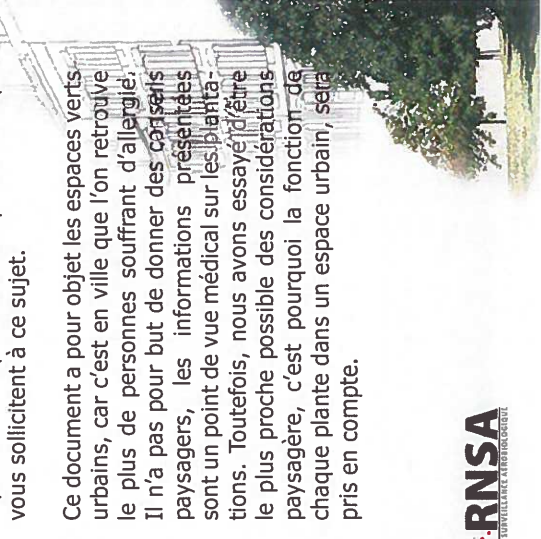 vous sollicitent à ce sujet.
Ce document a pour objet les espaces verts
urbains, car c'est en ville que l'on retrouve
le plus de personnes souffrant d'allergie.
Il n'a pas pour but de donner des conseils
paysagers, les informations présentées
sont un point de vue médical sur les planta-
tions. Toutefois, nous avons essayé d'être
le plus proche possible des considérations
paysagère, c'est pourquoi la fonction de
chaque plante dans un espace urbain, sera
pris en compte.
RNSA
SURVEILLANCE AEROBIOLOGIQUE